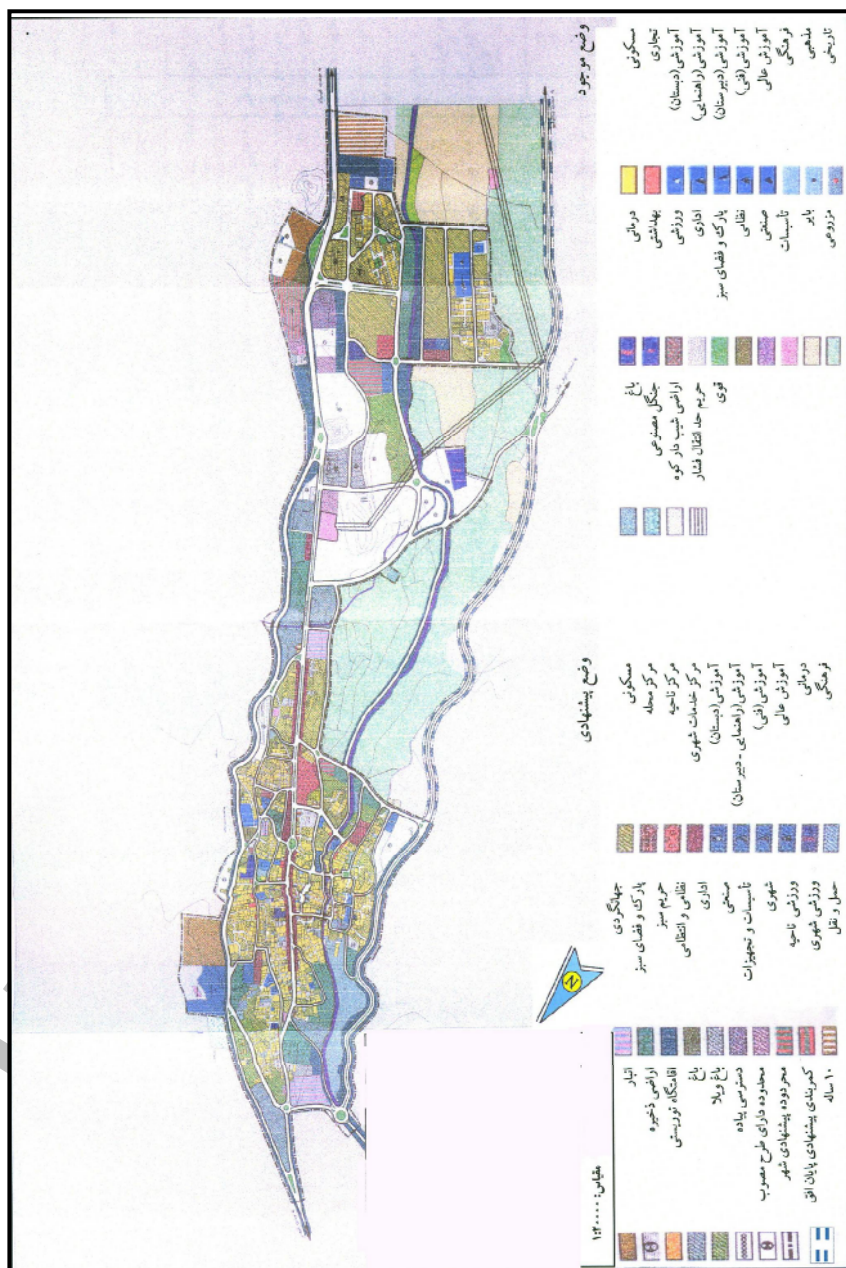 وضع موجود
مسکونی
تجاری
آموزشی (دبستان)
آموزشی (راهنمایی)
آموزشی (دبیرستان)
آموزشی (فنی)
آموزش عالی
فرهنگی
مذهبی
تاریخی
درمانی
بهداشتی
ورزشی
اداری
پارک و فضای سبز
نظامی
صنعتی
تأسیسات
بایر
مزروعی
باغ
جنگل مصنوعی
اراضی شیب دار کوه
حریم حد انتقال فشار قوی
وضع پیشنهادی
مسکونی
مرکز محله
مرکز ناحیه
مرکز خدمات شهری
آموزشی (دبستان)
آموزشی (راهنمایی - دبیرستان)
آموزشی (فنی)
آموزش عالی
درمانی
فرهنگی
جهانگردی
پارک و فضای سبز
حریم سبز
نظامی و انتظامی
اداری
صنعتی
تأسیسات و تجهیزات شهری
ورزشی ناحیه
ورزشی شهری
حمل و نقل
انبار
اراضی ذخیره
اقامتگاه توریستی
باغ
باغ ویلا
دسترسی پیاده
محدوده دارای طرح مصوب
محدوده پیشنهادی شهر
کمربندی پیشنهادی پایان افق
۱۰ ساله
N
مقیاس: ۱:۲۰۰۰۰